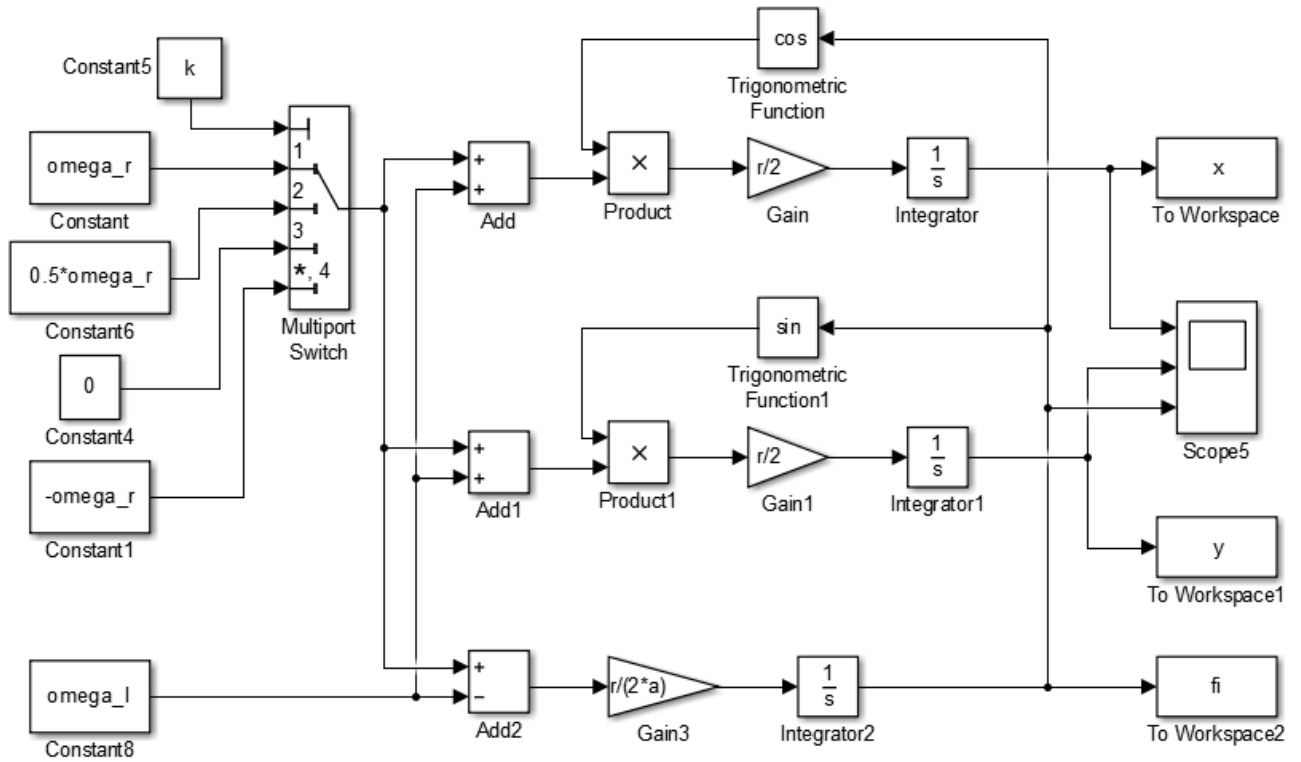 cos
Trigonometric
Function
Constant5
k
omega_r
Constant
1
2
3
*, 4
Multiport
Switch
0.5*omega_r
Constant6
0
Constant4
-omega_r
Constant1
omega_l
Constant8
+
+
Add
×
Product
r/2
Gain
1
s
Integrator
x
To Workspace
sin
Trigonometric
Function1
Scope5
+
+
Add1
×
Product1
r/2
Gain1
1
s
Integrator1
y
To Workspace1
+
−
Add2
r/(2*a)
Gain3
1
s
Integrator2
fi
To Workspace2